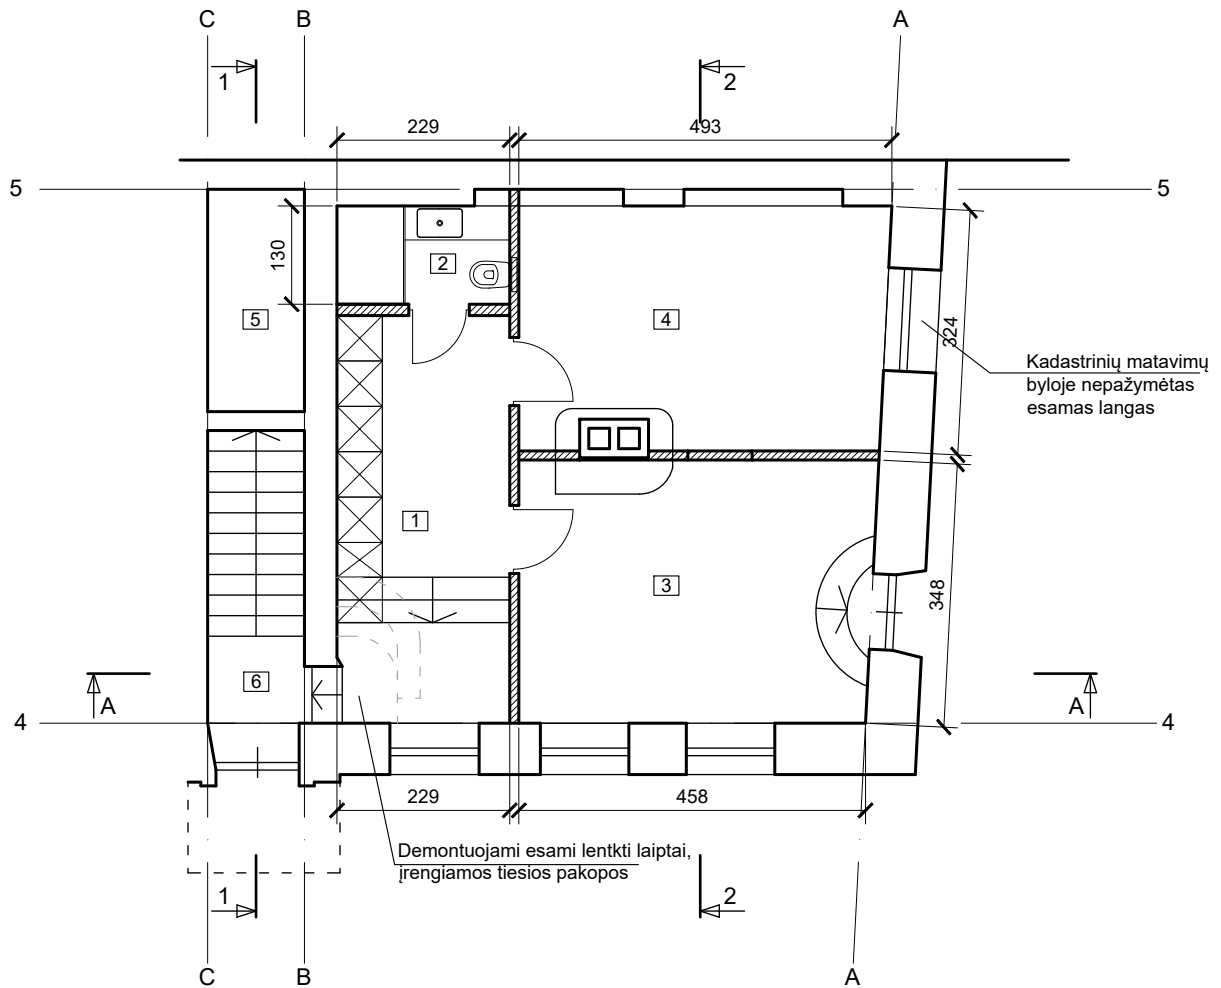 C
B
A
1
2
229
493
5
5
130
2
5
4
324
Kadastrinių matavimų
byloje nepažymėtas
esamas langas
1
3
348
6
A
A
4
4
229
458
Demontuojami esami lentkti laiptai,
įrengiamos tiesios pakopos
1
2
C
B
A